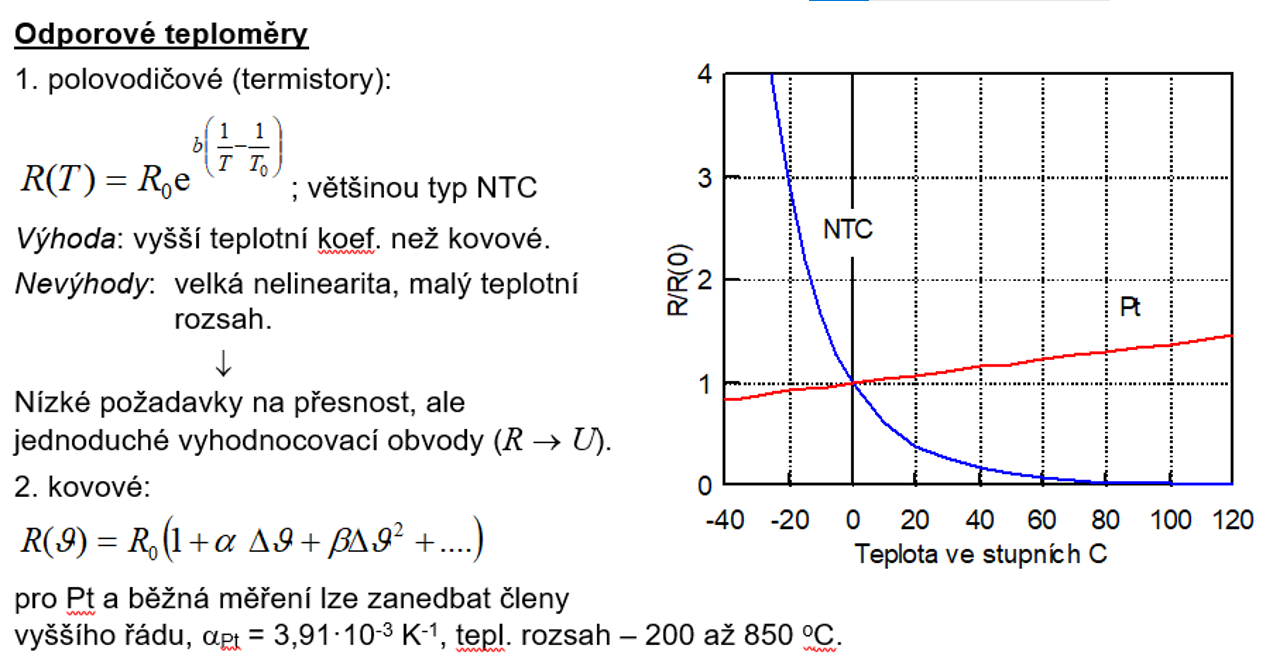 Odporové teploměry
1. polovodičové (termistory):
R(T) = R₀e^{b(1/T − 1/T₀)} ; většinou typ NTC
Výhoda: vyšší teplotní koef. než kovové.
Nevýhody: velká nelinearita, malý teplotní
rozsah.
↓
Nízké požadavky na přesnost, ale
jednoduché vyhodnocovací obvody (R → U).
2. kovové:
R(ϑ) = R₀(1 + α Δϑ + βΔϑ² + ....)
pro Pt a běžná měření lze zanedbat členy
vyššího řádu, αPt = 3,91·10⁻³ K⁻¹, tepl. rozsah – 200 až 850 ºC.
4
3
2
1
0
R/R(0)
NTC
Pt
-40 -20 0 20 40 60 80 100 120
Teplota ve stupních C